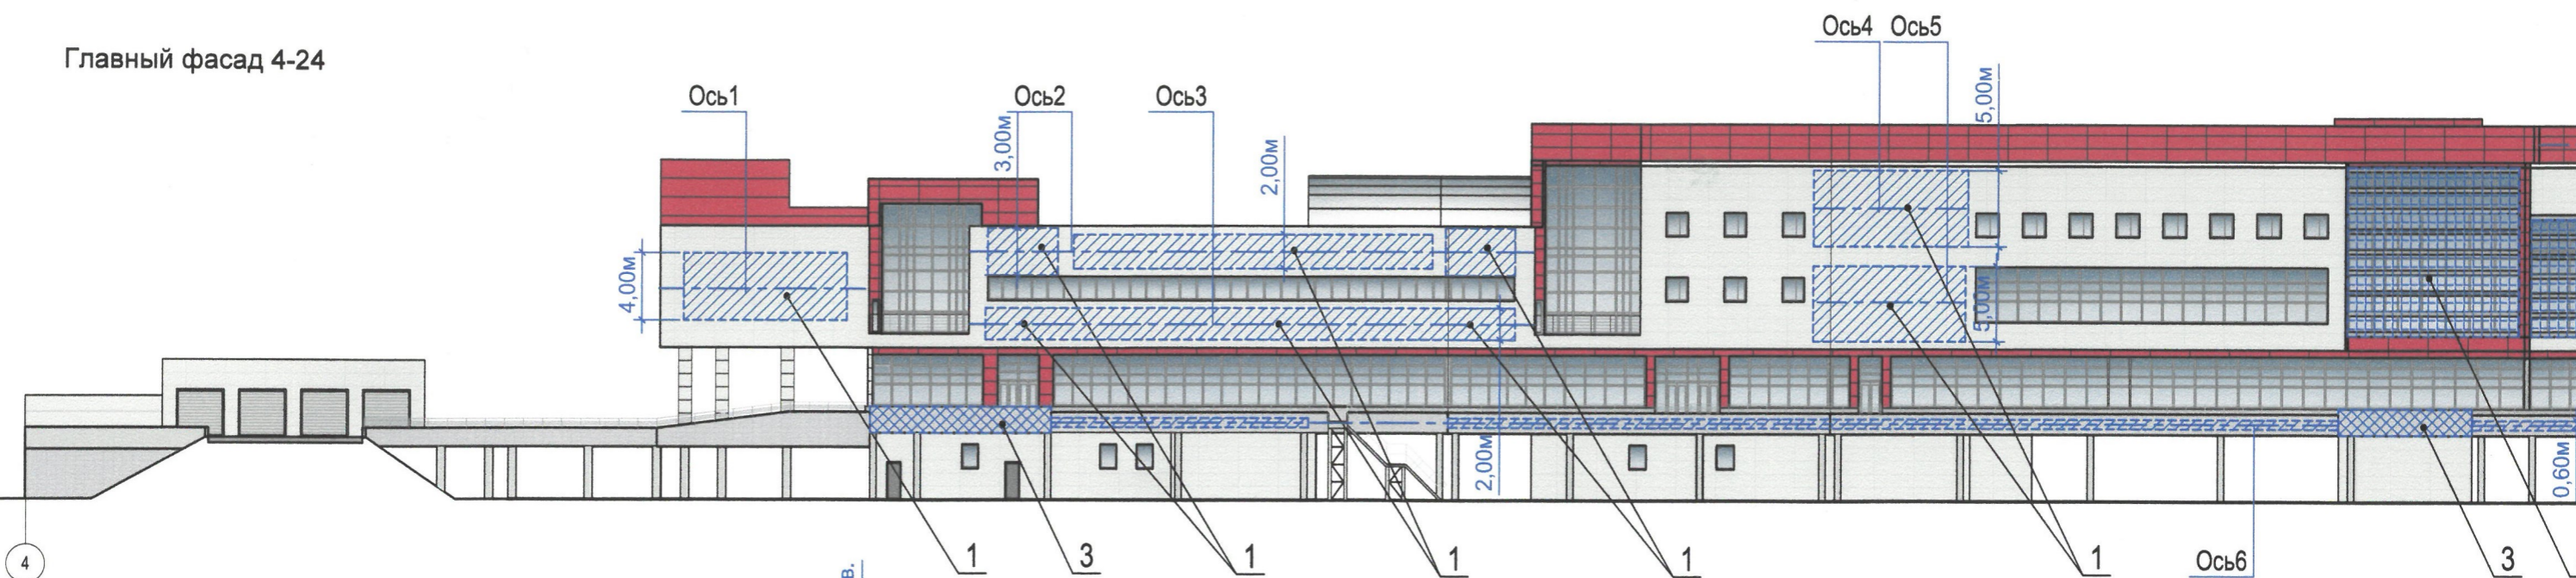 Ось4 Ось5
Главный фасад 4-24
Ось1
Ось2
Ось3
5,00м
3,00м
2,00м
4,00м
5,00м
2,00м
0,60м
4
1
3
1
1
1
1
Ось6
3
в.